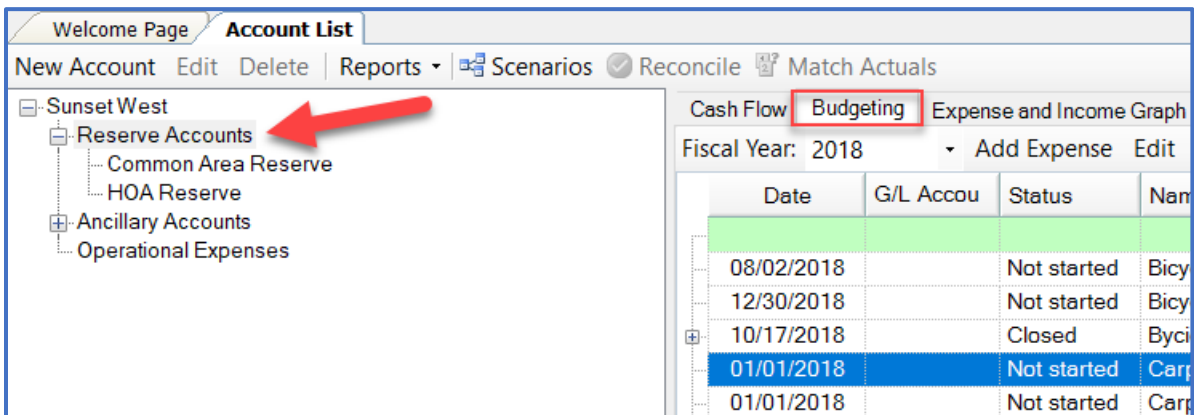 Welcome Page Account List
New Account Edit Delete Reports Scenarios Reconcile Match Actuals
Sunset West
Reserve Accounts
Common Area Reserve
HOA Reserve
Ancillary Accounts
Operational Expenses
Cash Flow Budgeting Expense and Income Graph
Fiscal Year: 2018 Add Expense Edit
Date G/L Accou Status Nam
08/02/2018 Not started Bicy
12/30/2018 Not started Bicy
10/17/2018 Closed Byci
01/01/2018 Not started Carp
01/01/2018 Not started Carp